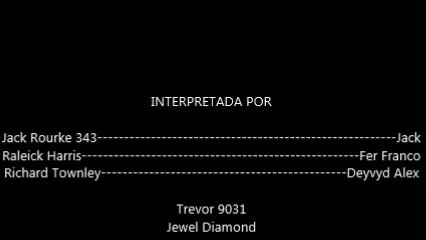 INTERPRETADA POR
Jack Rourke 343--------------------------------------------------------Jack
Raleick Harris----------------------------------------------------Fer Franco
Richard Townley----------------------------------------------Deyvyd Alex
Trevor 9031
Jewel Diamond